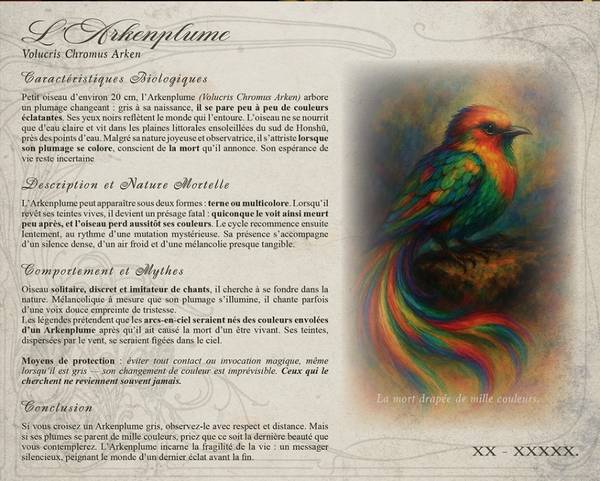 L'Arkenplume
Volucris Chromus Arken
Caractéristiques Biologiques
Petit oiseau d'environ 20 cm, l'Arkenplume (Volucris Chromus Arken) arbore
un plumage changeant : gris à sa naissance, il se pare peu à peu de couleurs
éclatantes. Ses yeux noirs reflètent le monde qui l'entoure. L'oiseau ne se nourrit
que d'eau claire et vit dans les plaines littorales ensoleillées du sud de Honshū,
près des points d'eau. Malgré sa nature joyeuse et observatrice, il s'attriste lorsque
son plumage se colore, conscient de la mort qu'il annonce. Son espérance de
vie reste incertaine
Description et Nature Mortelle
L'Arkenplume peut apparaître sous deux formes : terne ou multicolore. Lorsqu'il
revêt ses teintes vives, il devient un présage fatal : quiconque le voit ainsi meurt
peu après, et l'oiseau perd aussitôt ses couleurs. Le cycle recommence ensuite
lentement, au rythme d'une mutation mystérieuse. Sa présence s'accompagne
d'un silence dense, d'un air froid et d'une mélancolie presque tangible.
Comportement et Mythes
Oiseau solitaire, discret et imitateur de chants, il cherche à se fondre dans la
nature. Mélancolique à mesure que son plumage s'illumine, il chante parfois
d'une voix douce empreinte de tristesse.
Les légendes prétendent que les arcs-en-ciel seraient nés des couleurs envolées
d'un Arkenplume après qu'il ait causé la mort d'un être vivant. Ses teintes,
dispersées par le vent, se seraient figées dans le ciel.
Moyens de protection : éviter tout contact ou invocation magique, même
lorsqu'il est gris — son changement de couleur est imprévisible. Ceux qui le
cherchent ne reviennent souvent jamais.
Conclusion
Si vous croisez un Arkenplume gris, observez-le avec respect et distance. Mais
si ses plumes se parent de mille couleurs, priez que ce soit la dernière beauté que
vous contemplerez. L'Arkenplume incarne la fragilité de la vie : un messager
silencieux, peignant le monde d'un dernier éclat avant la fin.
La mort drapée de mille couleurs.
XX - XXXXX.